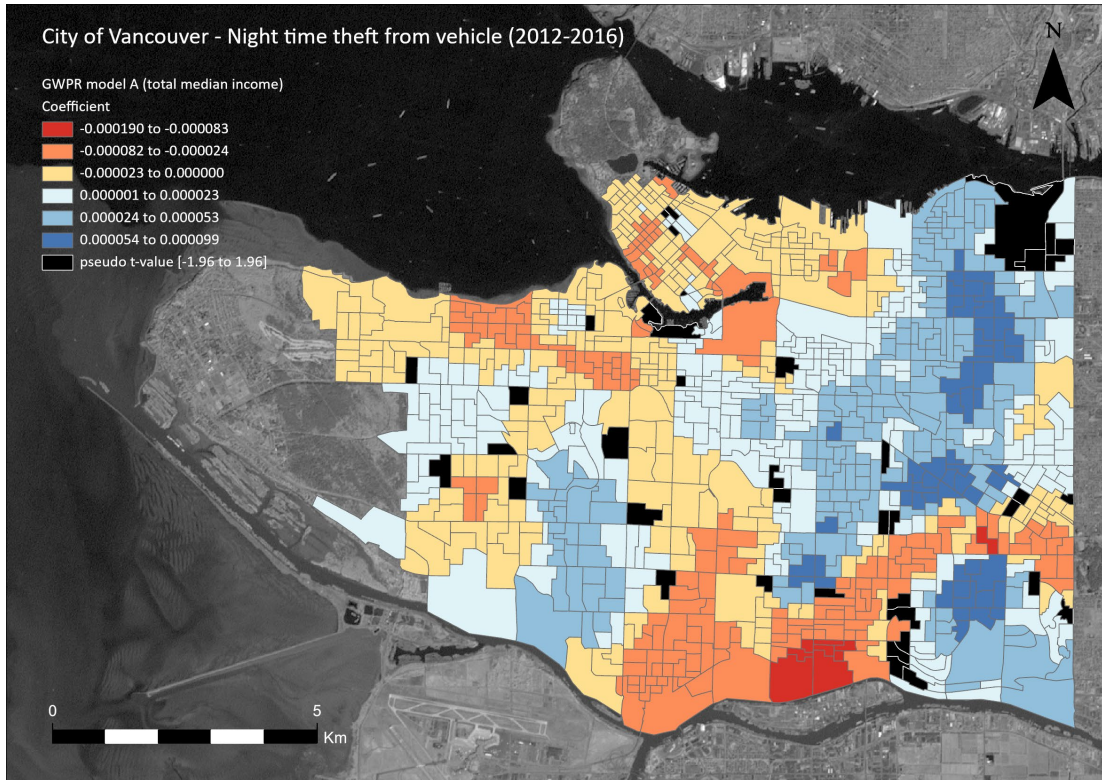 City of Vancouver - Night time theft from vehicle (2012-2016)
N
GWPR model A (total median income)
Coefficient
-0.000190 to -0.000083
-0.000082 to -0.000024
-0.000023 to 0.000000
0.000001 to 0.000023
0.000024 to 0.000053
0.000054 to 0.000099
pseudo t-value [-1.96 to 1.96]
0 5
Km